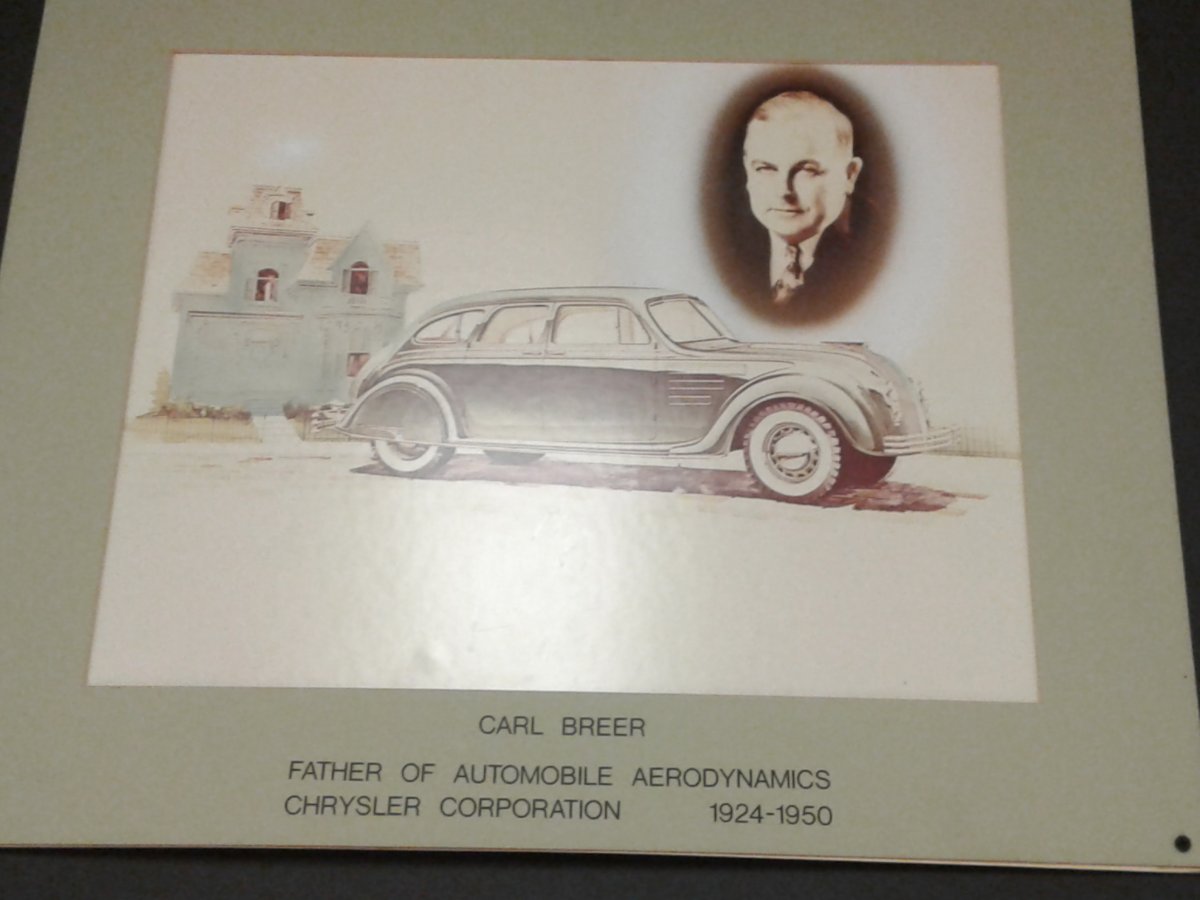 CARL BREER
FATHER OF AUTOMOBILE AERODYNAMICS
CHRYSLER CORPORATION 1924-1950